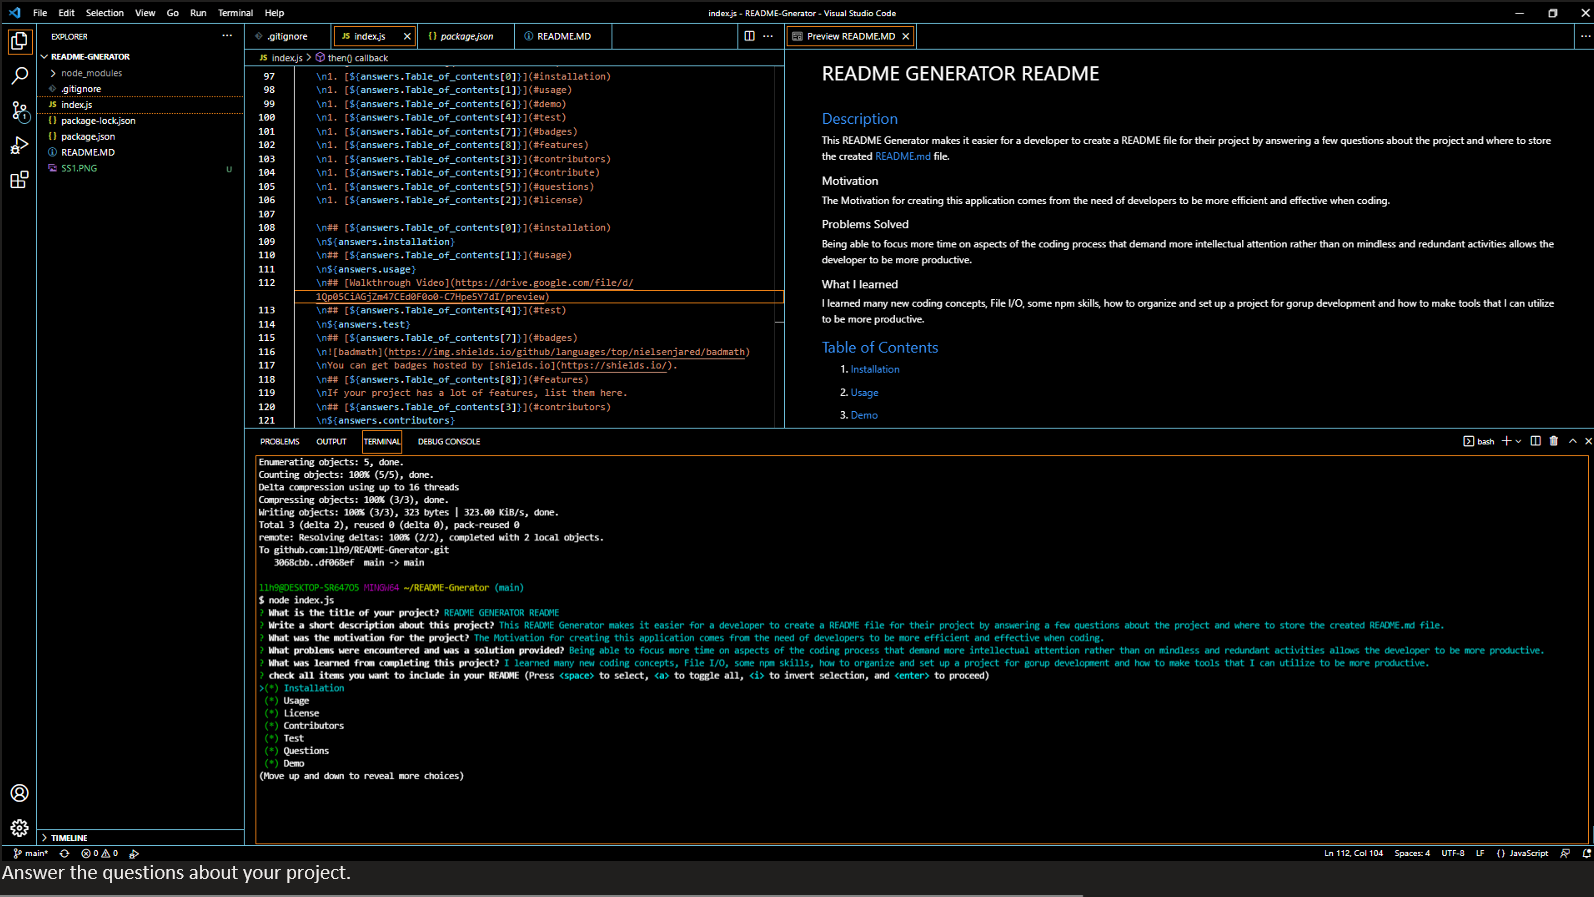 File Edit Selection View Go Run Terminal Help
index.js - README-Gnerator - Visual Studio Code
EXPLORER
README-GNERATOR
node_modules
.gitignore
JS index.js
{} package-lock.json
{} package.json
README.MD
SS1.PNG U
TIMELINE
.gitignore
JS index.js
{} package.json
README.MD
JS index.js > then() callback
97 \n1. [${answers.Table_of_contents[0]}](#installation)
98 \n1. [${answers.Table_of_contents[1]}](#usage)
99 \n1. [${answers.Table_of_contents[6]}](#demo)
100 \n1. [${answers.Table_of_contents[4]}](#test)
101 \n1. [${answers.Table_of_contents[7]}](#badges)
102 \n1. [${answers.Table_of_contents[8]}](#features)
103 \n1. [${answers.Table_of_contents[3]}](#contributors)
104 \n1. [${answers.Table_of_contents[9]}](#contribute)
105 \n1. [${answers.Table_of_contents[5]}](#questions)
106 \n1. [${answers.Table_of_contents[2]}](#license)
107
108 \n## [${answers.Table_of_contents[0]}](#installation)
109 \n${answers.installation}
110 \n## [${answers.Table_of_contents[1]}](#usage)
111 \n${answers.usage}
112 \n## [Walkthrough Video](https://drive.google.com/file/d/
1Qp05CiAGjZm47CEd0F0o0-C7Hpe5Y7dI/preview)
113 \n## [${answers.Table_of_contents[4]}](#test)
114 \n${answers.test}
115 \n## [${answers.Table_of_contents[7]}](#badges)
116 \n![badmath](https://img.shields.io/github/languages/top/nielsenjared/badmath)
117 \nYou can get badges hosted by [shields.io](https://shields.io/).
118 \n## [${answers.Table_of_contents[8]}](#features)
119 \nIf your project has a lot of features, list them here.
120 \n## [${answers.Table_of_contents[3]}](#contributors)
121 \n${answers.contributors}
Preview README.MD
README GENERATOR README
Description
This README Generator makes it easier for a developer to create a README file for their project by answering a few questions about the project and where to store
the created README.md file.
Motivation
The Motivation for creating this application comes from the need of developers to be more efficient and effective when coding.
Problems Solved
Being able to focus more time on aspects of the coding process that demand more intellectual attention rather than on mindless and redundant activities allows the
developer to be more productive.
What I learned
I learned many new coding concepts, File I/O, some npm skills, how to organize and set up a project for gorup development and how to make tools that I can utilize
to be more productive.
Table of Contents
1. Installation
2. Usage
3. Demo
PROBLEMS OUTPUT TERMINAL DEBUG CONSOLE
bash
Enumerating objects: 5, done.
Counting objects: 100% (5/5), done.
Delta compression using up to 16 threads
Compressing objects: 100% (3/3), done.
Writing objects: 100% (3/3), 323 bytes | 323.00 KiB/s, done.
Total 3 (delta 2), reused 0 (delta 0), pack-reused 0
remote: Resolving deltas: 100% (2/2), completed with 2 local objects.
To github.com:llh9/README-Gnerator.git
3068cbb..df068ef main -> main
llh9@DESKTOP-SR64705 MINGW64 ~/README-Gnerator (main)
$ node index.js
? What is the title of your project? README GENERATOR README
? Write a short description about this project? This README Generator makes it easier for a developer to create a README file for their project by answering a few questions about the project and where to store the created README.md file.
? What was the motivation for the project? The Motivation for creating this application comes from the need of developers to be more efficient and effective when coding.
? What problems were encountered and was a solution provided? Being able to focus more time on aspects of the coding process that demand more intellectual attention rather than on mindless and redundant activities allows the developer to be more productive.
? What was learned from completing this project? I learned many new coding concepts, File I/O, some npm skills, how to organize and set up a project for gorup development and how to make tools that I can utilize to be more productive.
? check all items you want to include in your README (Press <space> to select, <a> to toggle all, <i> to invert selection, and <enter> to proceed)
>(*) Installation
(*) Usage
(*) License
(*) Contributors
(*) Test
(*) Questions
(*) Demo
(Move up and down to reveal more choices)
main* 0 0
Ln 112, Col 104 Spaces: 4 UTF-8 LF {} JavaScript
Answer the questions about your project.